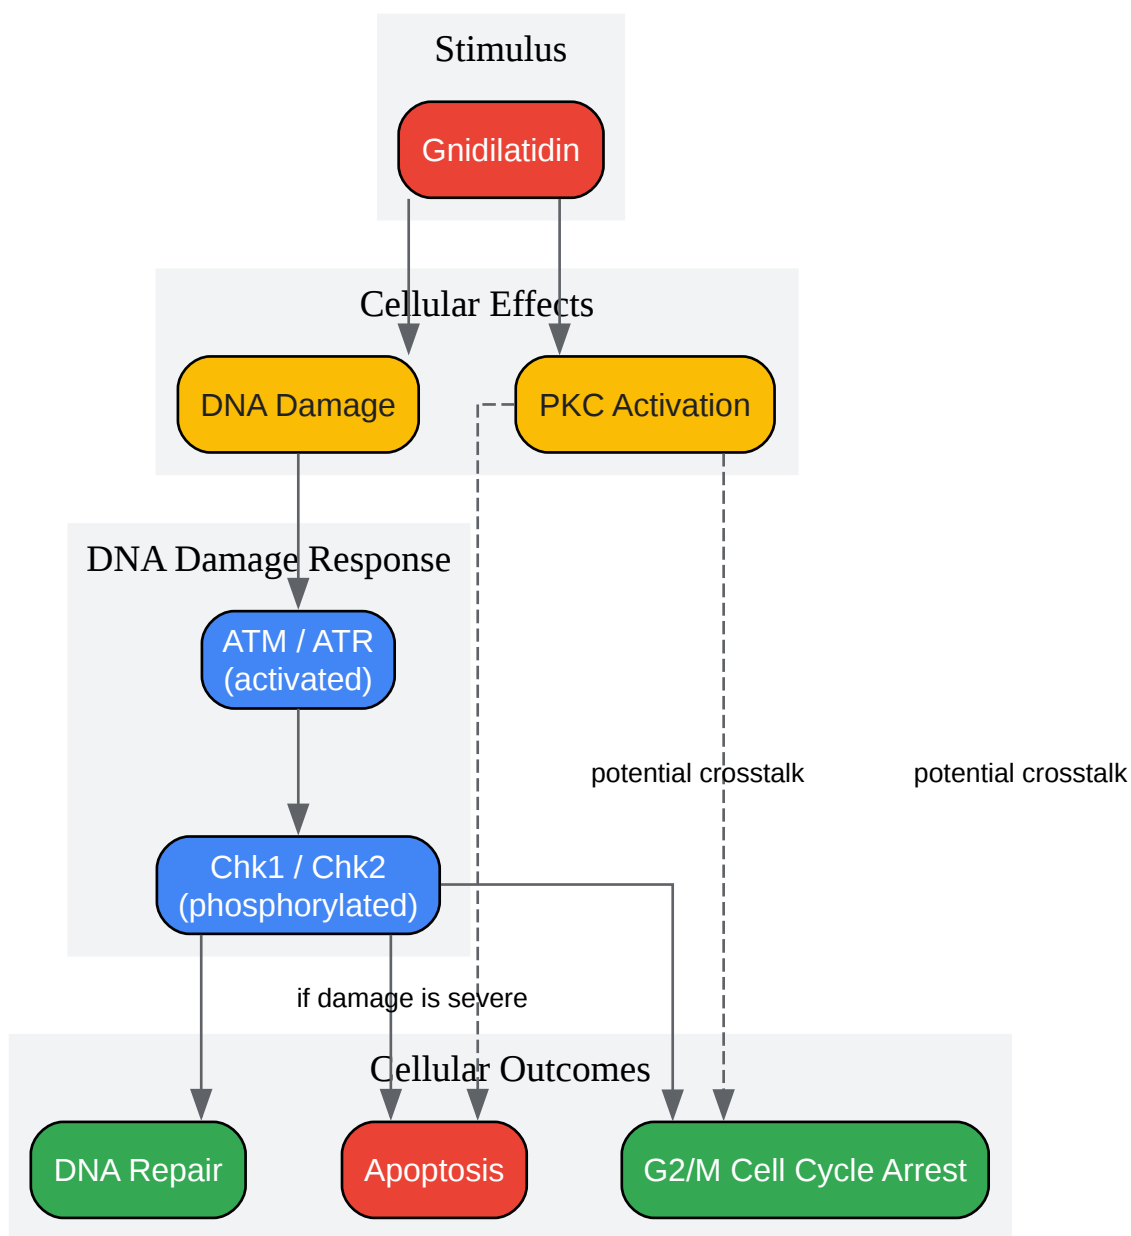 Stimulus
Gnidilatidin
Cellular Effects
DNA Damage
PKC Activation
DNA Damage Response
ATM / ATR
(activated)
potential crosstalk
potential crosstalk
Chk1 / Chk2
(phosphorylated)
if damage is severe
Cellular Outcomes
DNA Repair
Apoptosis
G2/M Cell Cycle Arrest